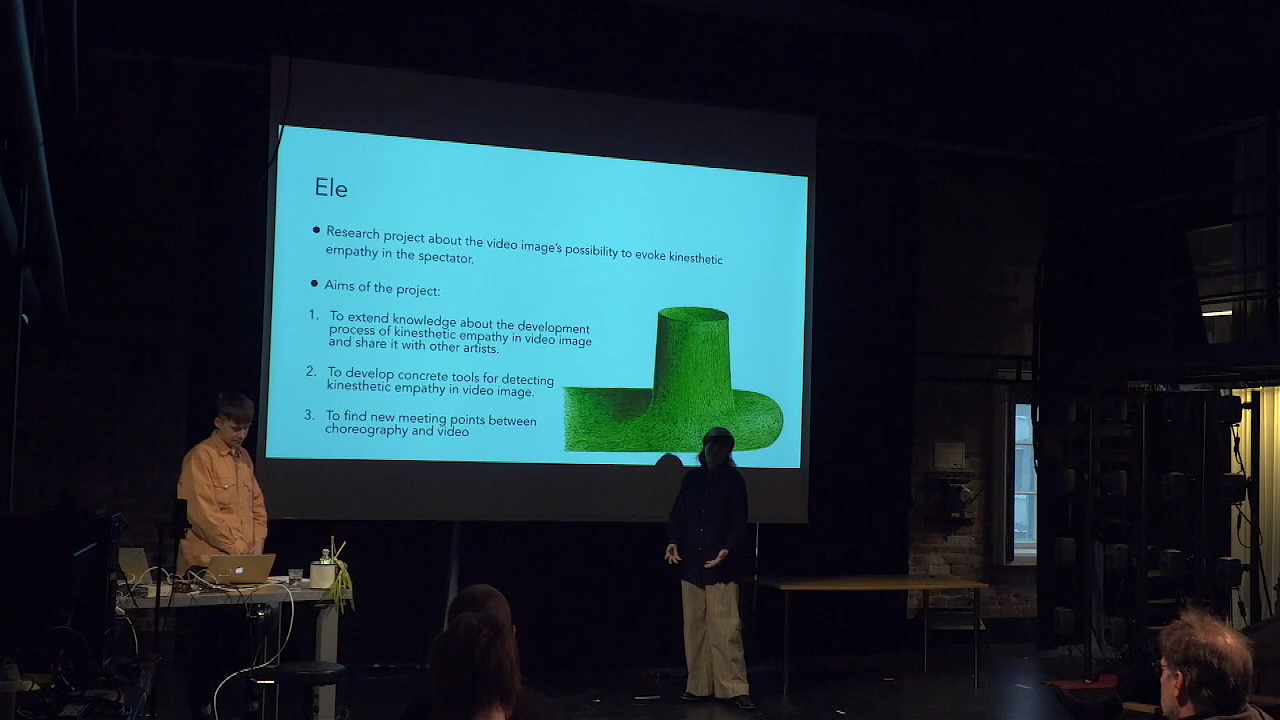 Ele
• Research project about the video image's possibility to evoke kinesthetic
empathy in the spectator.
• Aims of the project:
1. To extend knowledge about the development
process of kinesthetic empathy in video image
and share it with other artists.
2. To develop concrete tools for detecting
kinesthetic empathy in video image.
3. To find new meeting points between
choreography and video